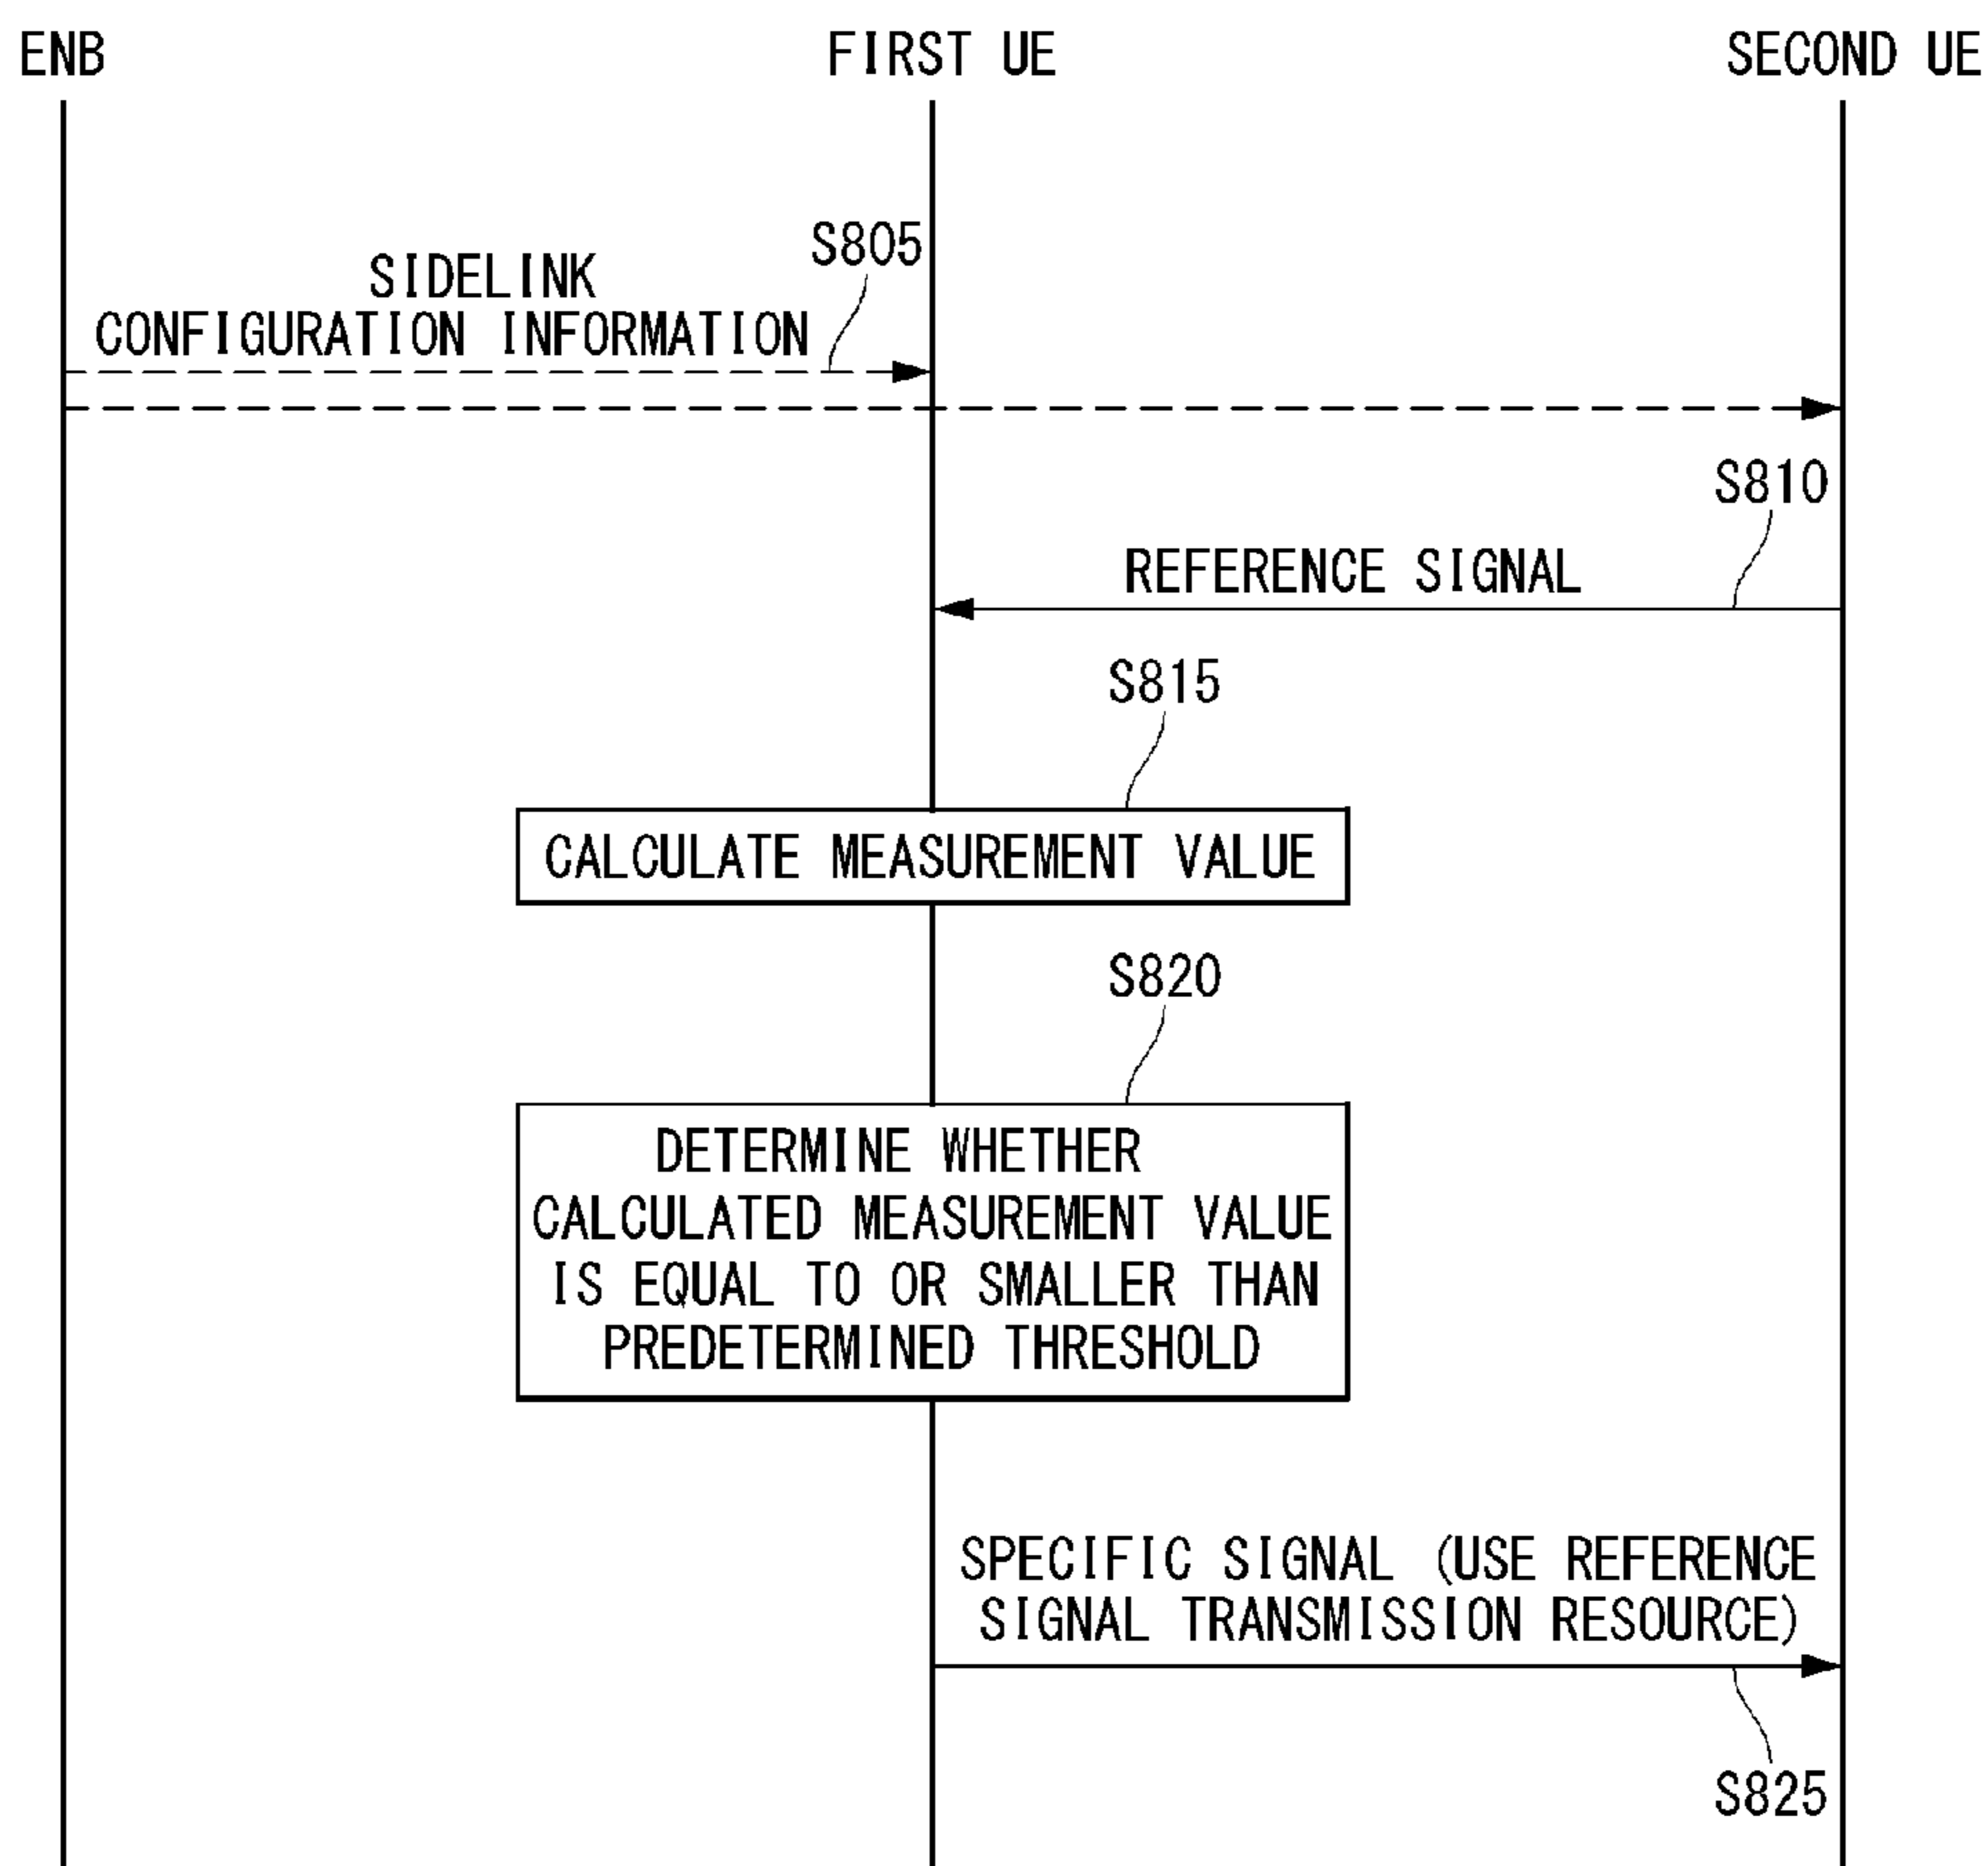 ENB
FIRST UE
SECOND UE
S805
SIDELINK
CONFIGURATION INFORMATION
S810
REFERENCE SIGNAL
S815
CALCULATE MEASUREMENT VALUE
S820
DETERMINE WHETHER
CALCULATED MEASUREMENT VALUE
IS EQUAL TO OR SMALLER THAN
PREDETERMINED THRESHOLD
SPECIFIC SIGNAL (USE REFERENCE
SIGNAL TRANSMISSION RESOURCE)
S825